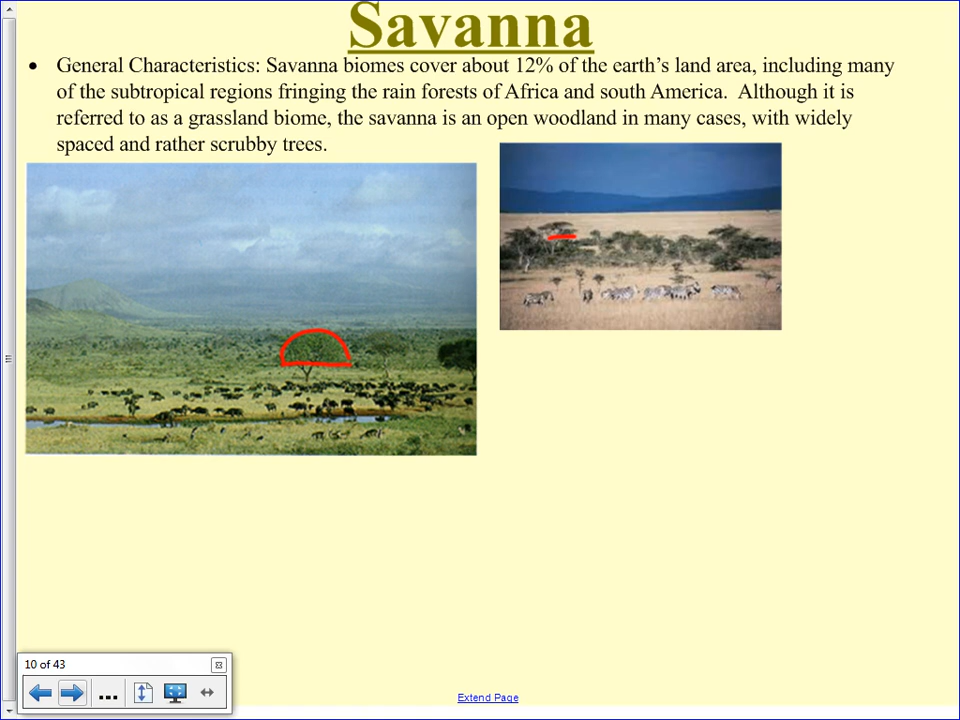 Savanna
• General Characteristics: Savanna biomes cover about 12% of the earth’s land area, including many
of the subtropical regions fringing the rain forests of Africa and south America.  Although it is
referred to as a grassland biome, the savanna is an open woodland in many cases, with widely
spaced and rather scrubby trees.
10 of 43
Extend Page